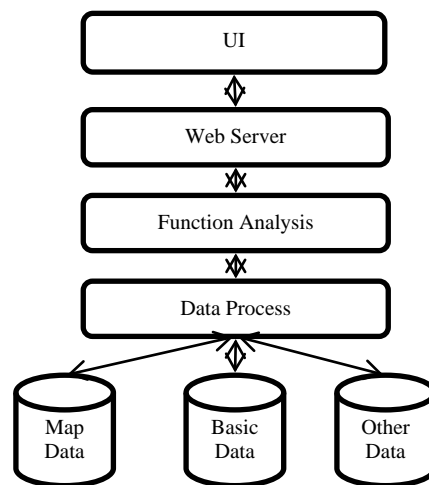 UI
Web Server
Function Analysis
Data Process
Map
Data
Basic
Data
Other
Data